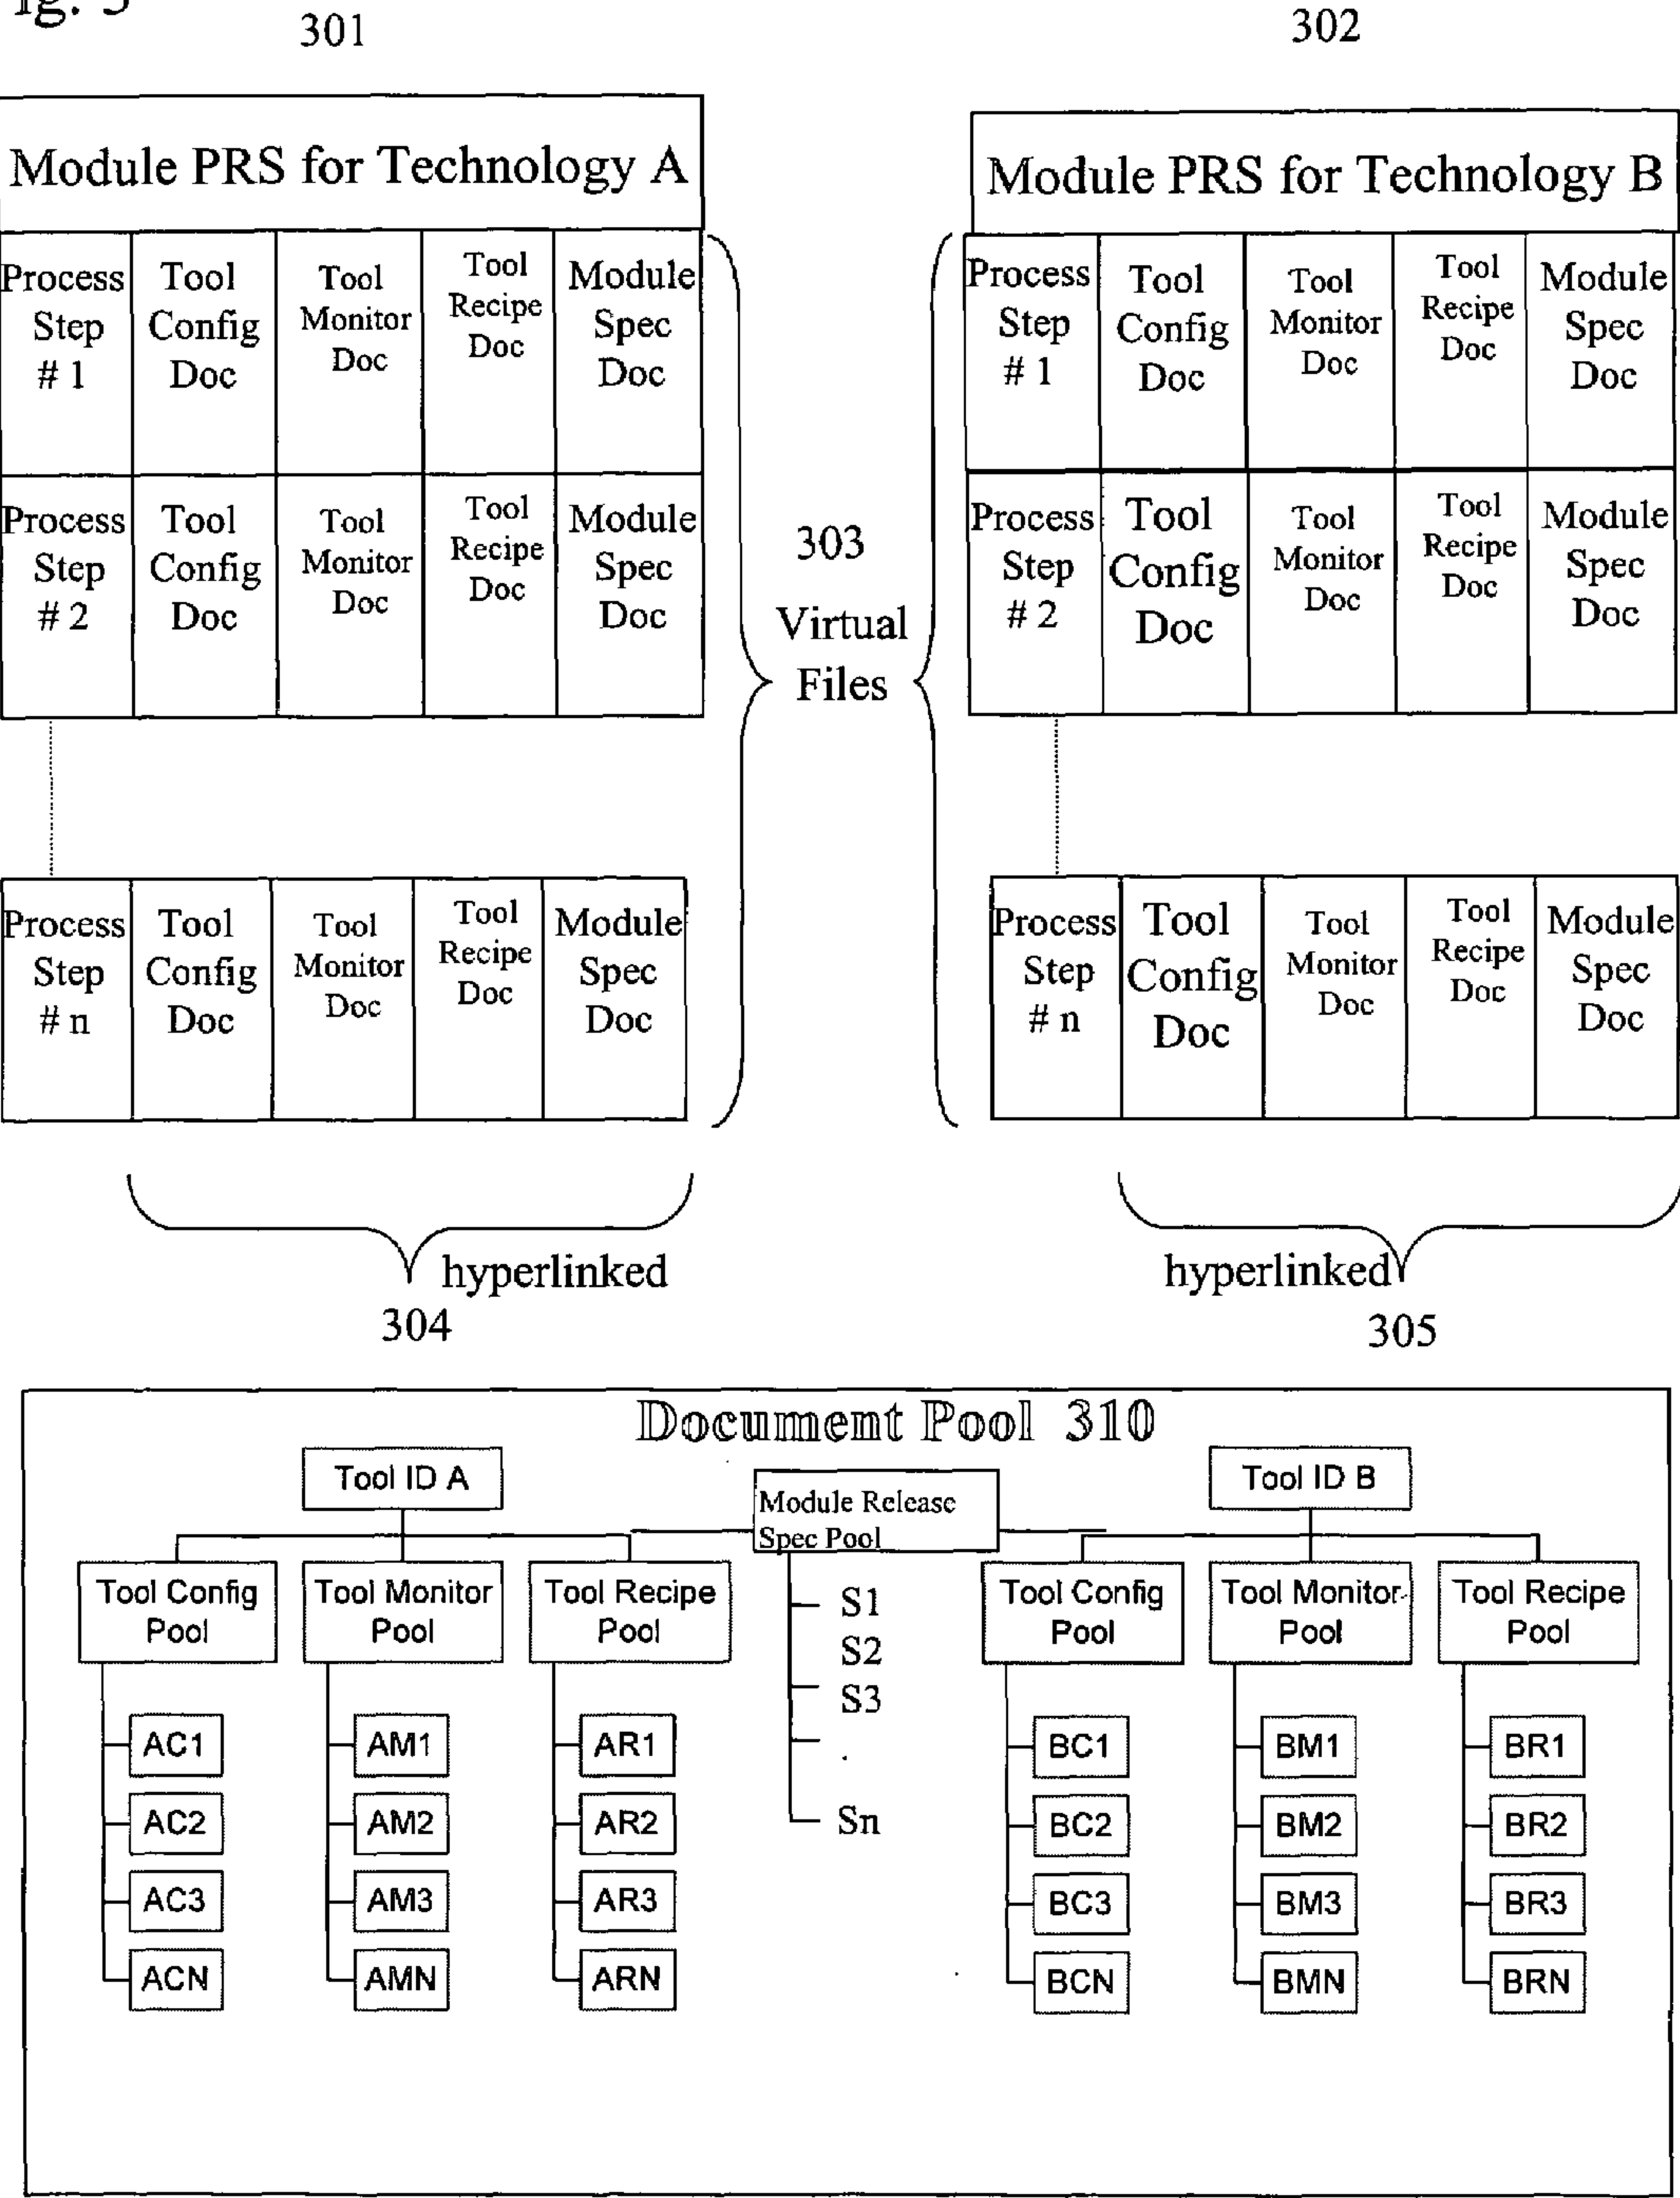 301
302
Module PRS for Technology A
Process Step # 1
Tool Config Doc
Tool Monitor Doc
Tool Recipe Doc
Module Spec Doc
Process Step # 2
Tool Config Doc
Tool Monitor Doc
Tool Recipe Doc
Module Spec Doc
Process Step # n
Tool Config Doc
Tool Monitor Doc
Tool Recipe Doc
Module Spec Doc
303
Virtual
Files
Module PRS for Technology B
Process Step # 1
Tool Config Doc
Tool Monitor Doc
Tool Recipe Doc
Module Spec Doc
Process Step # 2
Tool Config Doc
Tool Monitor Doc
Tool Recipe Doc
Module Spec Doc
Process Step # n
Tool Config Doc
Tool Monitor Doc
Tool Recipe Doc
Module Spec Doc
hyperlinked
304
hyperlinked
305
Document Pool 310
Tool ID A
Tool Config
Pool
AC1
AC2
AC3
ACN
Tool Monitor
Pool
AM1
AM2
AM3
AMN
Tool Recipe
Pool
AR1
AR2
AR3
ARN
Module Release
Spec Pool
S1
S2
S3
.
Sn
Tool ID B
Tool Config
Pool
BC1
BC2
BC3
BCN
Tool Monitor
Pool
BM1
BM2
BM3
BMN
Tool Recipe
Pool
BR1
BR2
BR3
BRN